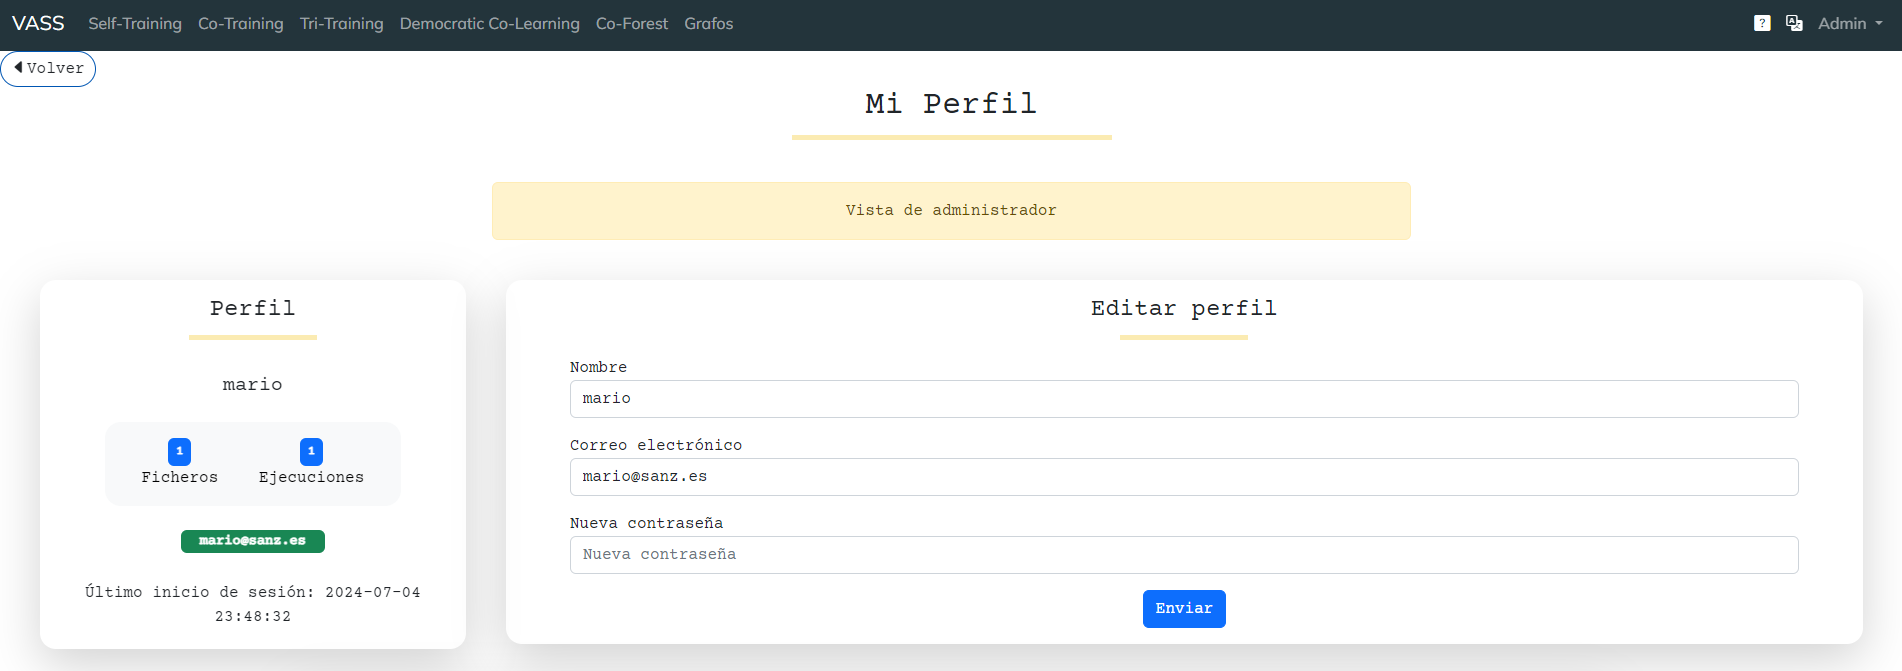 VASS Self-Training Co-Training Tri-Training Democratic Co-Learning Co-Forest Grafos ? Admin
Volver
Mi Perfil
Vista de administrador
Perfil
mario
1 1
Ficheros Ejecuciones
mario@sanz.es
Último inicio de sesión: 2024-07-04
23:48:32
Editar perfil
Nombre
mario
Correo electrónico
mario@sanz.es
Nueva contraseña
Nueva contraseña
Enviar